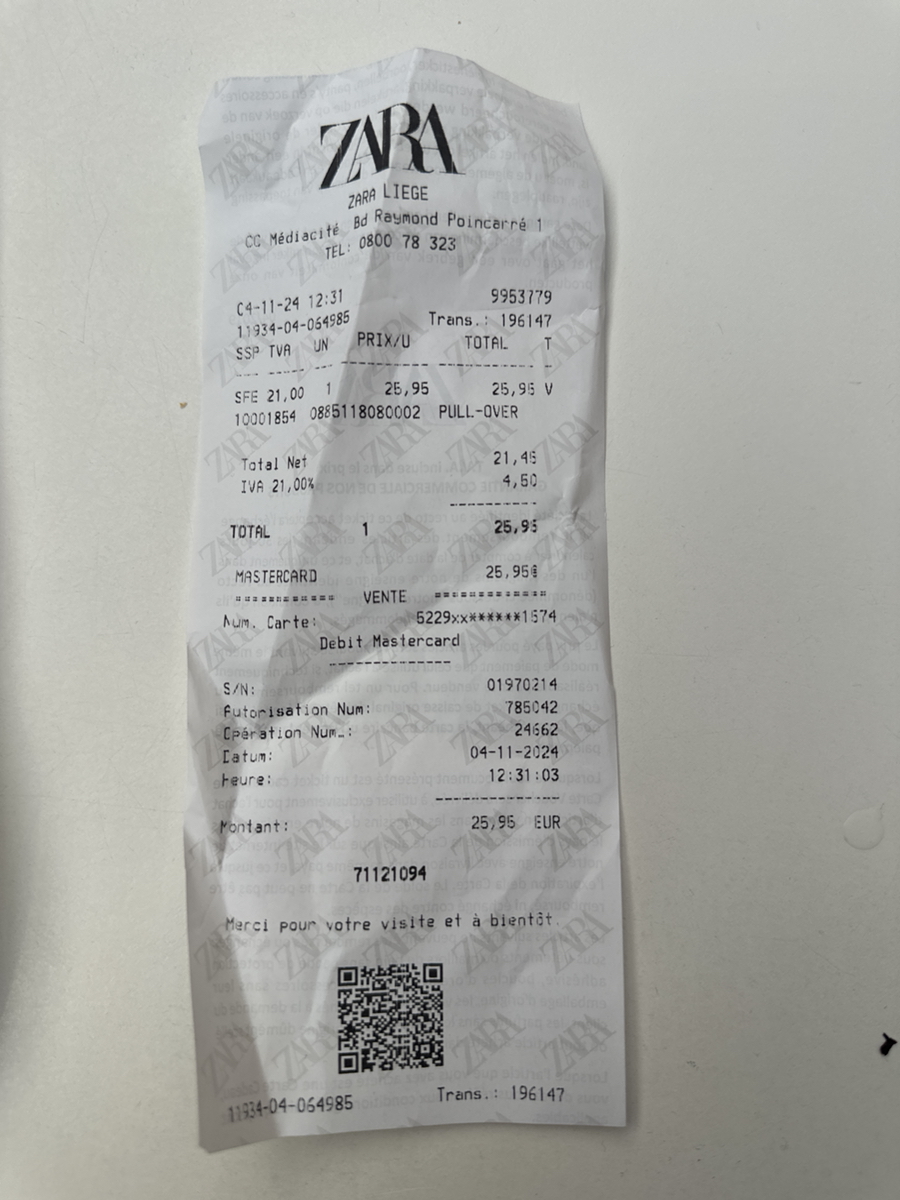 ZARA
ZARA LIEGE
CC Médiacité Bd Raymond Poincarré 1
TEL: 0800 78 323
04-11-24 12:31 9953779
11934-04-064985 Trans.: 196147
SSP TVA UN PRIX/U TOTAL T
SFE 21,00 1 25,95 25,95 V
10001854 0885118080002 PULL-OVER
Total Net 21,45
IVA 21,00% 4,50
TOTAL 1 25,95
MASTERCARD 25,95€
============ VENTE =============
Num. Carte: 5229xx******1574
Debit Mastercard
-------------
S/N: 01970214
Autorisation Num: 785042
Opération Num.: 24662
Datum: 04-11-2024
Heure: 12:31:03
-------------
Montant: 25,95 EUR
71121094
Merci pour votre visite et à bientôt.
11934-04-064985 Trans.: 196147